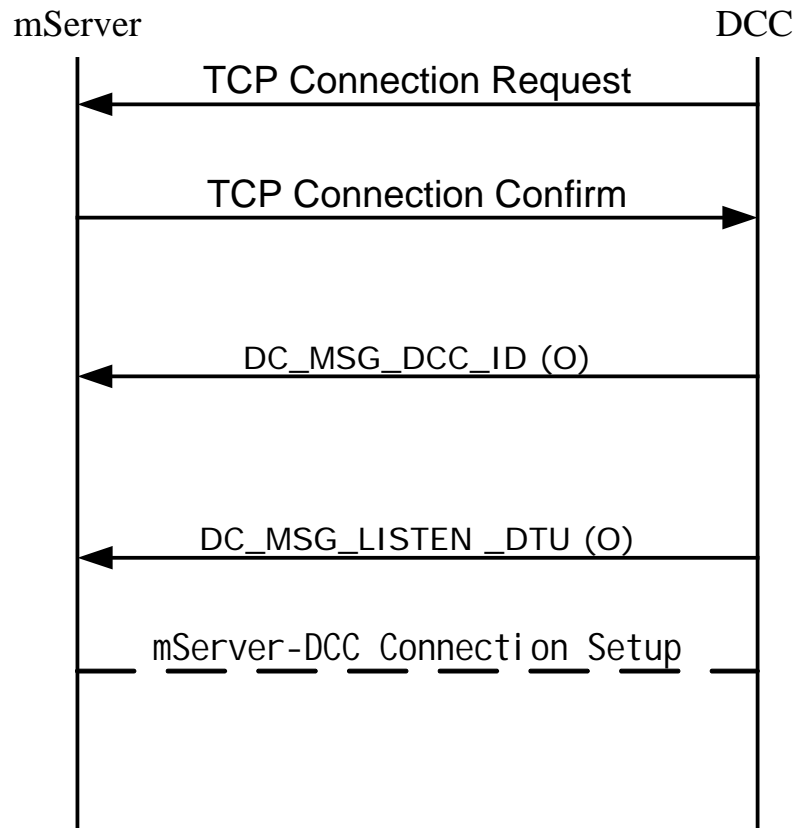 mServer DCC
TCP Connection Request
TCP Connection Confirm
DC_MSG_DCC_ID (O)
DC_MSG_LISTEN _DTU (O)
mServer-DCC Connection Setup